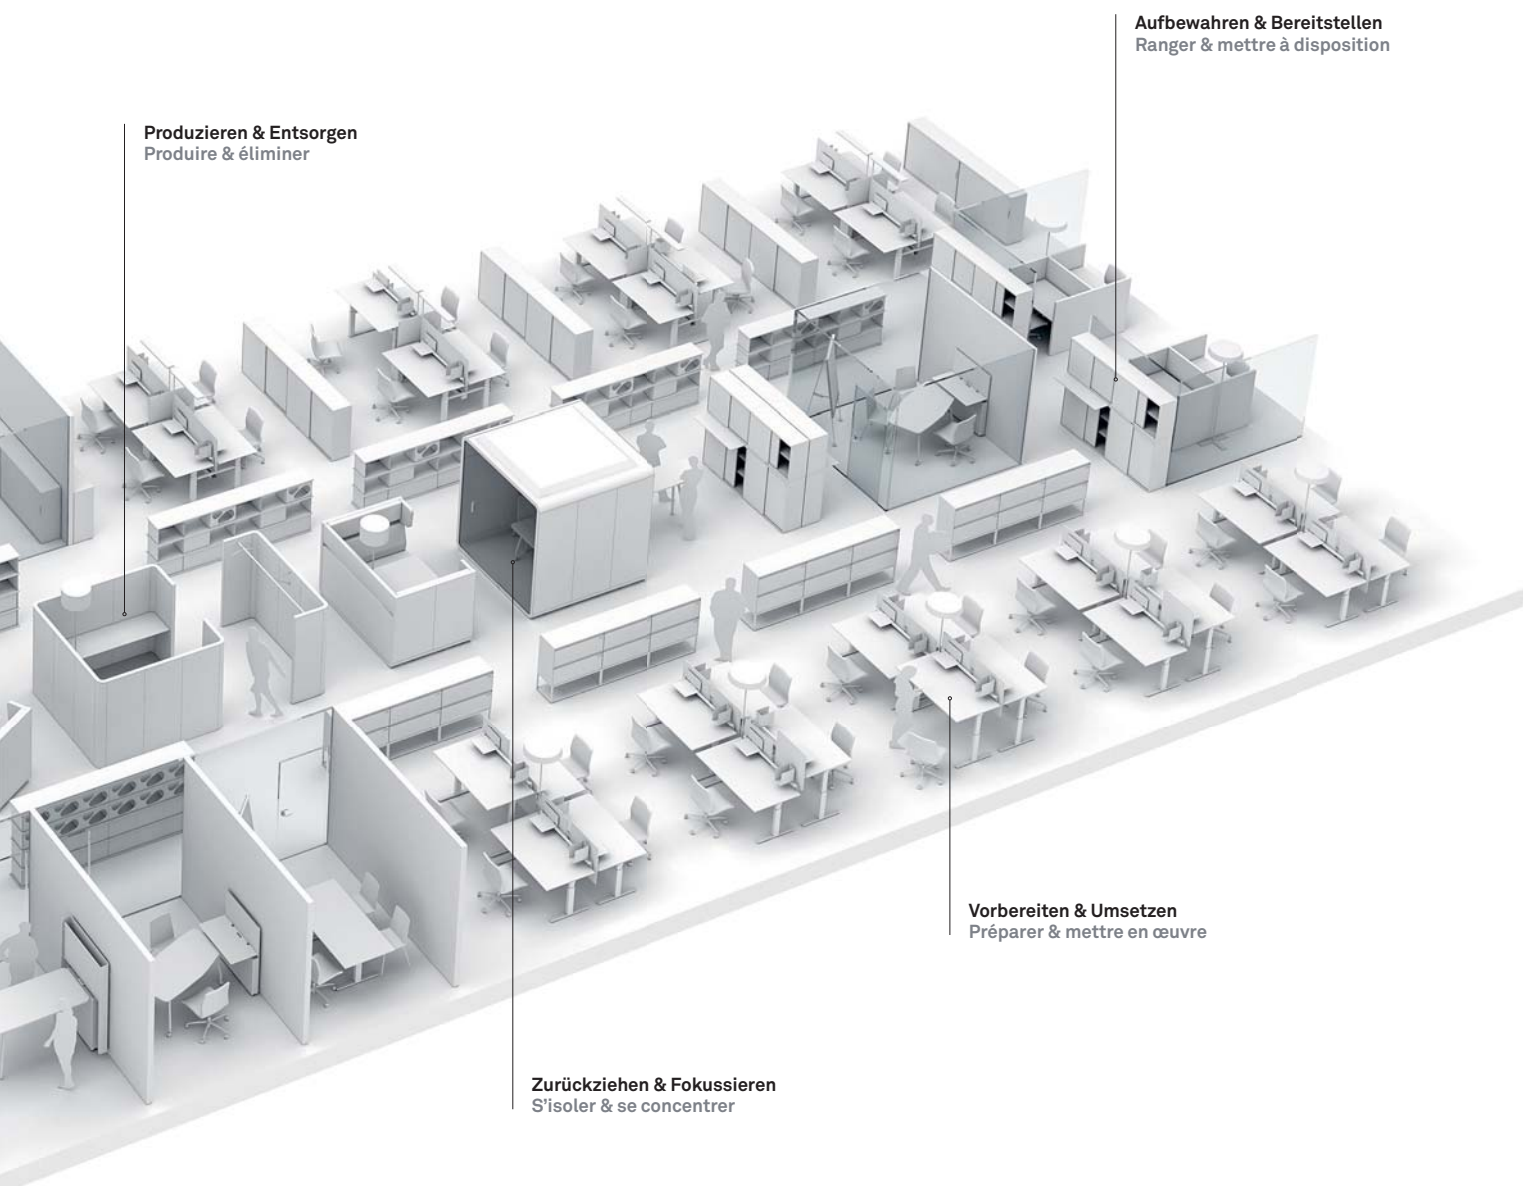 Aufbewahren & Bereitstellen
Ranger & mettre à disposition
Produzieren & Entsorgen
Produire & éliminer
Vorbereiten & Umsetzen
Préparer & mettre en œuvre
Zurückziehen & Fokussieren
S'isoler & se concentrer